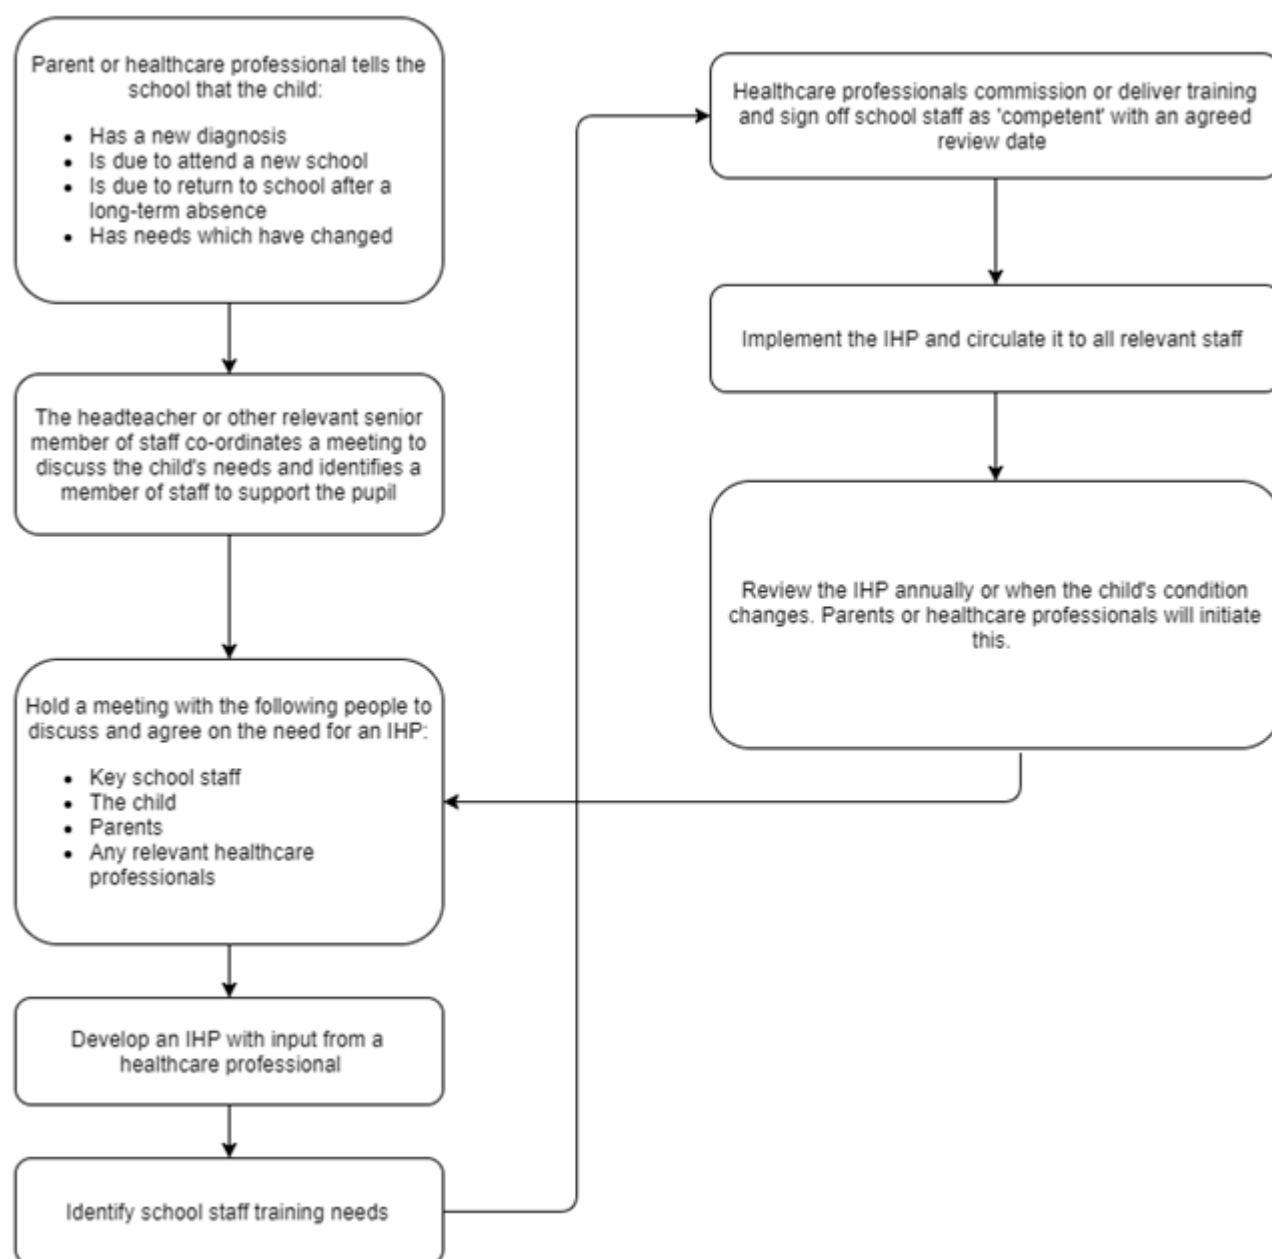 Parent or healthcare professional tells the
school that the child:
• Has a new diagnosis
• Is due to attend a new school
• Is due to return to school after a
long-term absence
• Has needs which have changed
The headteacher or other relevant senior
member of staff co-ordinates a meeting to
discuss the child's needs and identifies a
member of staff to support the pupil
Hold a meeting with the following people to
discuss and agree on the need for an IHP:
• Key school staff
• The child
• Parents
• Any relevant healthcare
professionals
Develop an IHP with input from a
healthcare professional
Identify school staff training needs
Healthcare professionals commission or deliver training
and sign off school staff as 'competent' with an agreed
review date
Implement the IHP and circulate it to all relevant staff
Review the IHP annually or when the child's condition
changes. Parents or healthcare professionals will initiate
this.